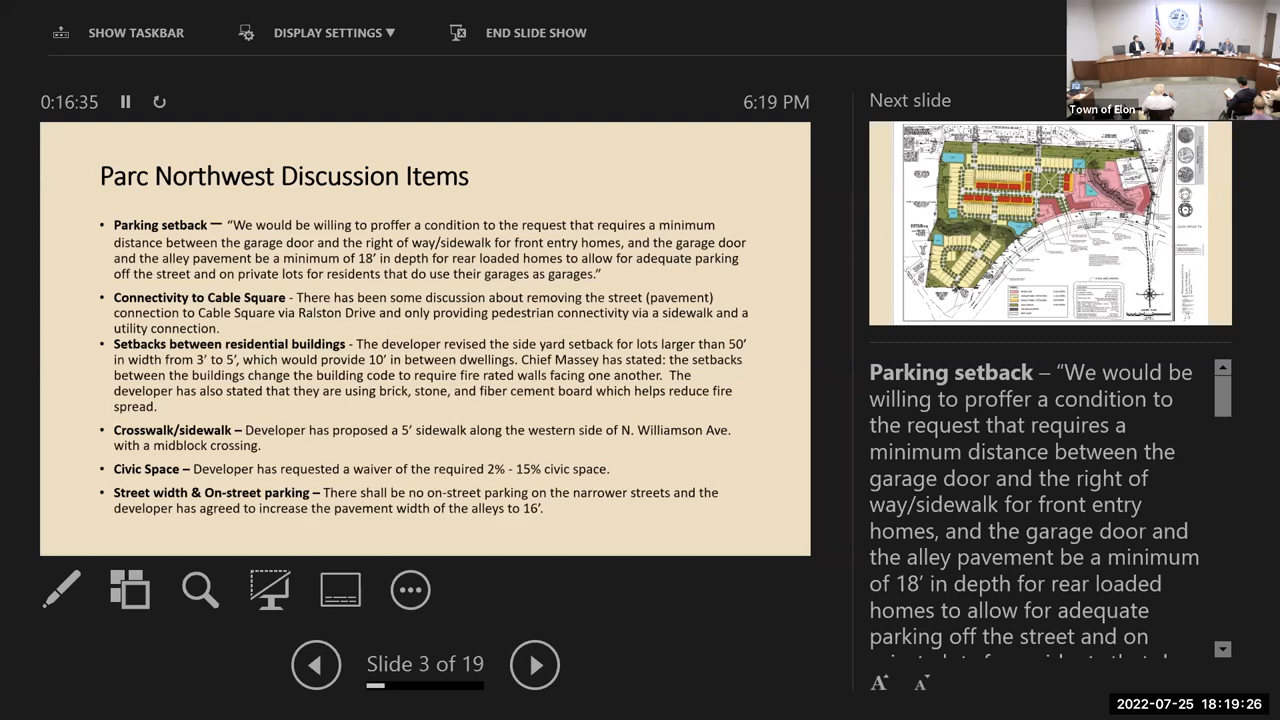 SHOW TASKBAR
DISPLAY SETTINGS ▼
END SLIDE SHOW
Town of Elon
0:16:35
6:19 PM
Next slide
Parc Northwest Discussion Items
• Parking setback — “We would be willing to proffer a condition to the request that requires a minimum
distance between the garage door and the right of way/sidewalk for front entry homes, and the garage door
and the alley pavement be a minimum of 18’ in depth for rear loaded homes to allow for adequate parking
off the street and on private lots for residents that do use their garages as garages.”
• Connectivity to Cable Square - There has been some discussion about removing the street (pavement)
connection to Cable Square via Ralston Drive and only providing pedestrian connectivity via a sidewalk and a
utility connection.
• Setbacks between residential buildings - The developer revised the side yard setback for lots larger than 50’
in width from 3’ to 5’, which would provide 10’ in between dwellings. Chief Massey has stated: the setbacks
between the buildings change the building code to require fire rated walls facing one another. The
developer has also stated that they are using brick, stone, and fiber cement board which helps reduce fire
spread.
• Crosswalk/sidewalk – Developer has proposed a 5’ sidewalk along the western side of N. Williamson Ave.
with a midblock crossing.
• Civic Space – Developer has requested a waiver of the required 2% - 15% civic space.
• Street width & On-street parking – There shall be no on-street parking on the narrower streets and the
developer has agreed to increase the pavement width of the alleys to 16’.
Parking setback – “We would be
willing to proffer a condition to
the request that requires a
minimum distance between the
garage door and the right of
way/sidewalk for front entry
homes, and the garage door and
the alley pavement be a minimum
of 18’ in depth for rear loaded
homes to allow for adequate
parking off the street and on
Slide 3 of 19
A A
2022-07-25 18:19:26